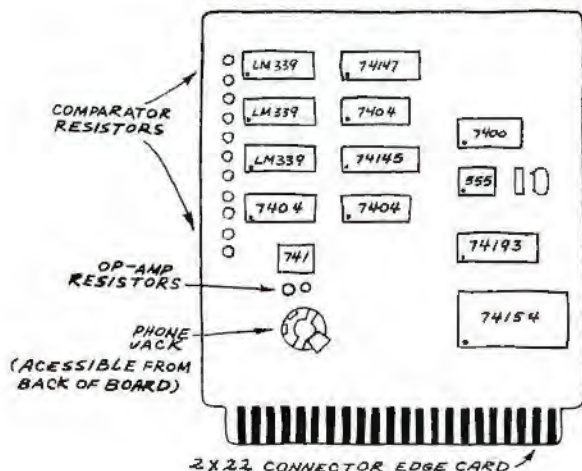 LM339
74147
COMPARATOR
RESISTORS
LM339
7404
7400
LM339
74145
555
7404
7404
741
74193
OP-AMP
RESISTORS
PHONE
JACK
(ACESSIBLE FROM
BACK OF BOARD)
74154
2X22 CONNECTOR EDGE CARD